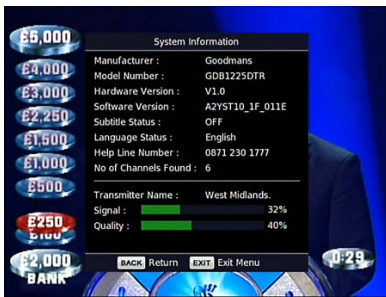 £5,000
£4,000
£3,000
£2,250
£1,500
£1,000
£500
£250
£100
£2,000
BANK
System Information
Manufacturer : Goodmans
Model Number : GDB1225DTR
Hardware Version : V1.0
Software Version : A2YST10_1F_011E
Subtitle Status : OFF
Language Status : English
Help Line Number : 0871 230 1777
No of Channels Found : 6
Transmitter Name : West Midlands.
Signal : 32%
Quality : 40%
BACK Return EXIT Exit Menu
0:29